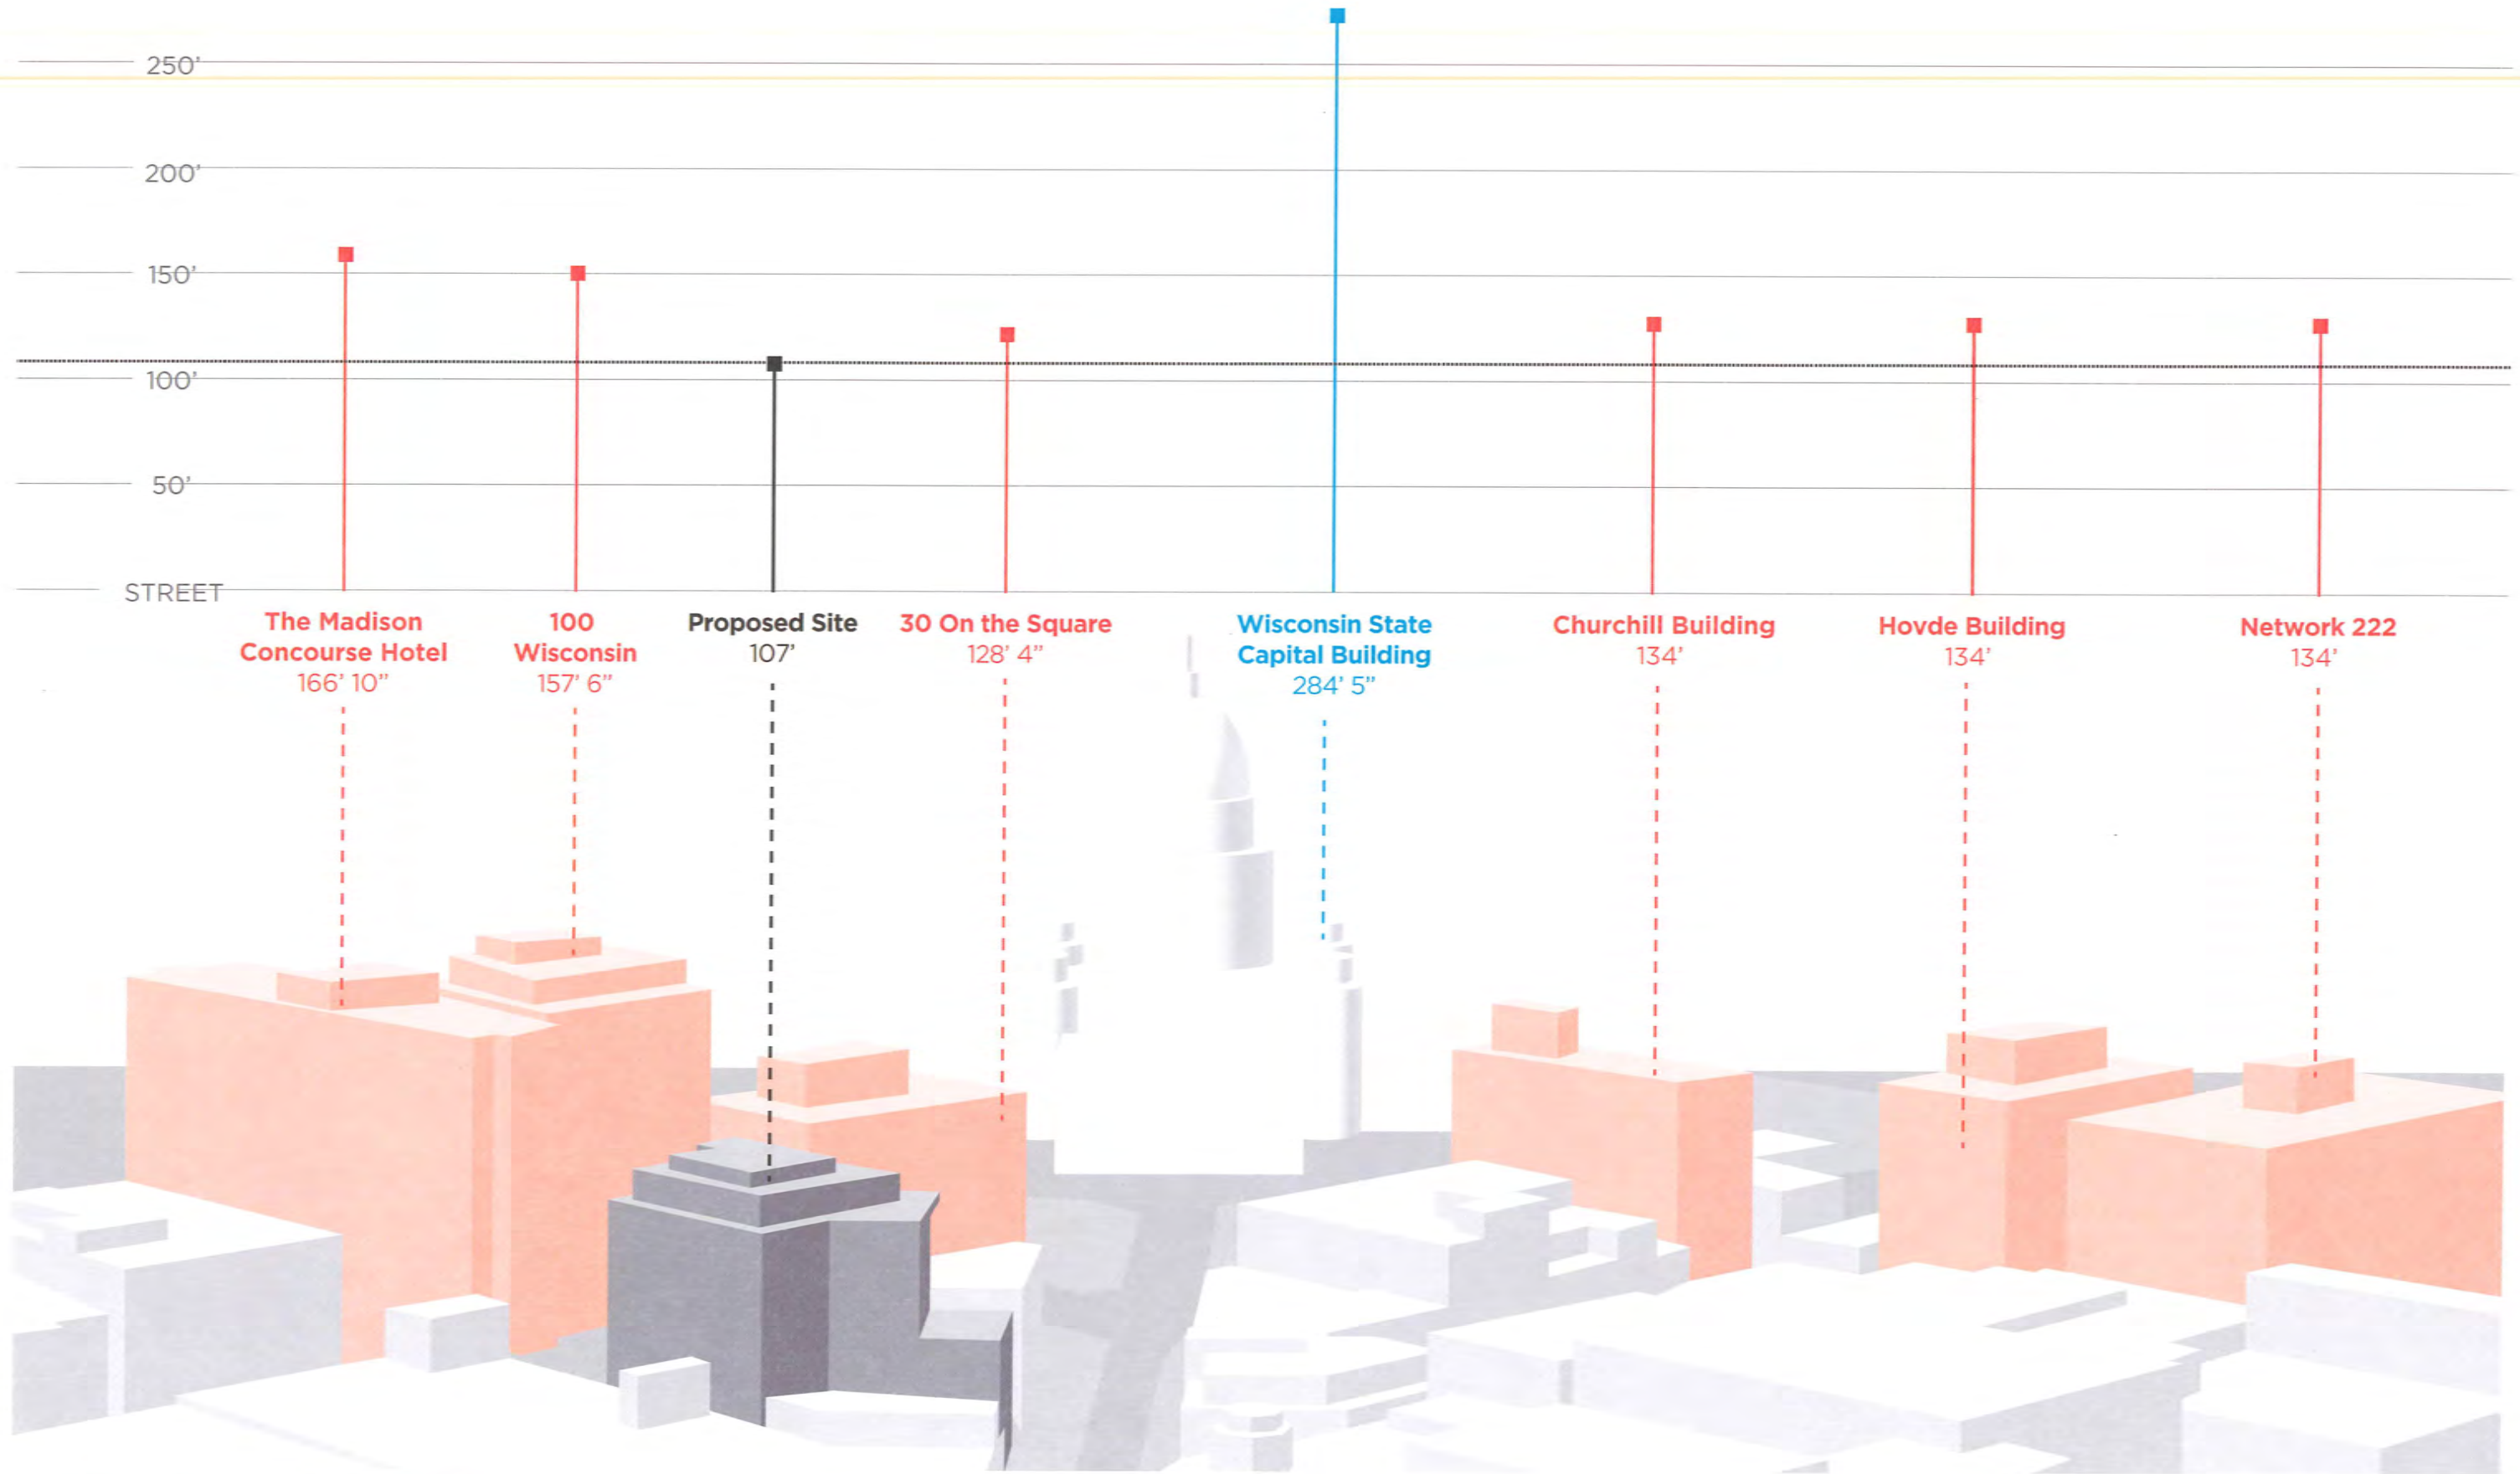 250’
200’
150’
100’
50’
STREET
The Madison
Concourse Hotel
166’ 10”
100
Wisconsin
157’ 6”
Proposed Site
107’
30 On the Square
128’ 4”
Wisconsin State
Capital Building
284’ 5”
Churchill Building
134’
Hovde Building
134’
Network 222
134’